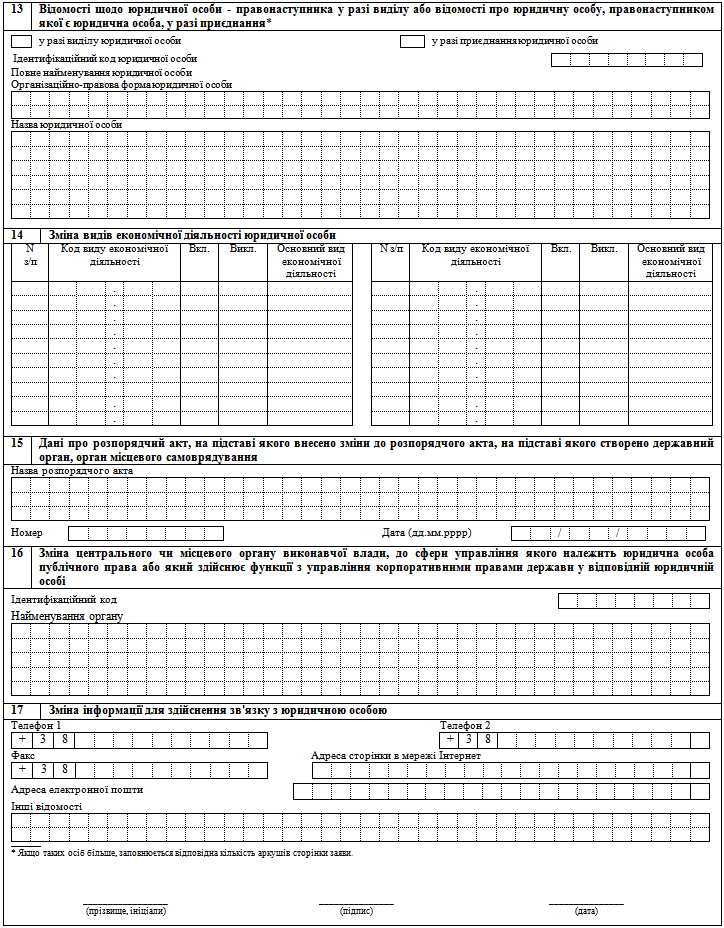 13 Відомості щодо юридичної особи - правонаступника у разі виділу або відомості про юридичну особу, правонаступником
якої є юридична особа, у разі приєднання*
у разі виділу юридичної особи у разі приєднання юридичної особи
Ідентифікаційний код юридичної особи
Повне найменування юридичної особи
Організаційно-правова форма юридичної особи
Назва юридичної особи
14 Зміна видів економічної діяльності юридичної особи
N з/п Код виду економічної діяльності Вкл. Викл. Основний вид економічної діяльності N з/п Код виду економічної діяльності Вкл. Викл. Основний вид економічної діяльності
. .
. .
. .
. .
. .
. .
. .
. .
. .
. .
15 Дані про розпорядчий акт, на підставі якого внесено зміни до розпорядчого акта, на підставі якого створено державний
орган, орган місцевого самоврядування
Назва розпорядчого акта
Номер Дата (дд.мм.рррр) / /
16 Зміна центрального чи місцевого органу виконавчої влади, до сфери управління якого належить юридична особа
публічного права або який здійснює функції з управління корпоративними правами держави у відповідній юридичній
особі
Ідентифікаційний код
Найменування органу
17 Зміна інформації для здійснення зв'язку з юридичною особою
Телефон 1 Телефон 2
+ 3 8 + 3 8
Факс Адреса сторінки в мережі Інтернет
+ 3 8
Адреса електронної пошти
Інші відомості
* Якщо таких осіб більше, заповнюється відповідна кількість аркушів сторінки заяви.
(прізвище, ініціали) (підпис) (дата)